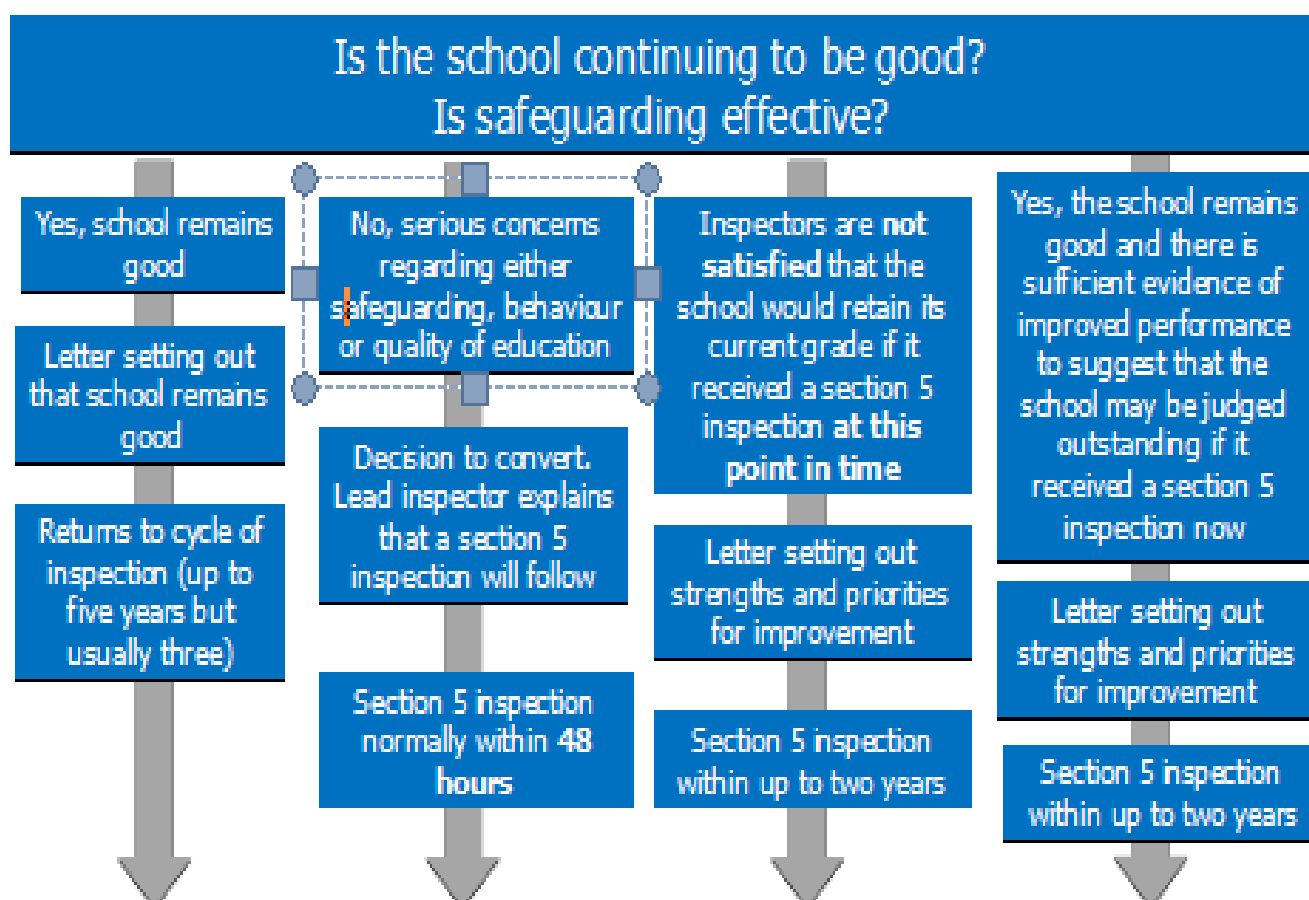 Is the school continuing to be good?
Is safeguarding effective?
Yes, school remains
good
Letter setting out
that school remains
good
Returns to cycle of
inspection (up to
five years but
usually three)
No, serious concerns
regarding either
safeguarding, behaviour
or quality of education
Decision to convert.
Lead inspector explains
that a section 5
inspection will follow
Section 5 inspection
normally within 48
hours
Inspectors are not
satisfied that the
school would retain its
current grade if it
received a section 5
inspection at this
point in time
Letter setting out
strengths and priorities
for improvement
Section 5 inspection
within up to two years
Yes, the school remains
good and there is
sufficient evidence of
improved performance
to suggest that the
school may be judged
outstanding if it
received a section 5
inspection now
Letter setting out
strengths and priorities
for improvement
Section 5 inspection
within up to two years